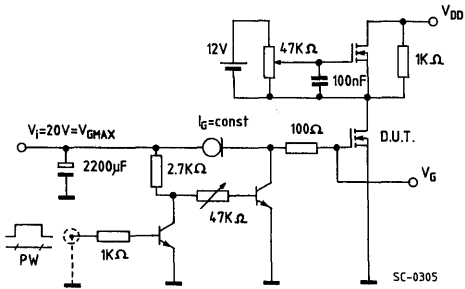 V_DD
12V
47KΩ
100nF
1KΩ
V_i=20V=V_GMAX
I_G=const
100Ω
D.U.T.
2200μF
2.7KΩ
47KΩ
V_G
PW
1KΩ
SC-0305